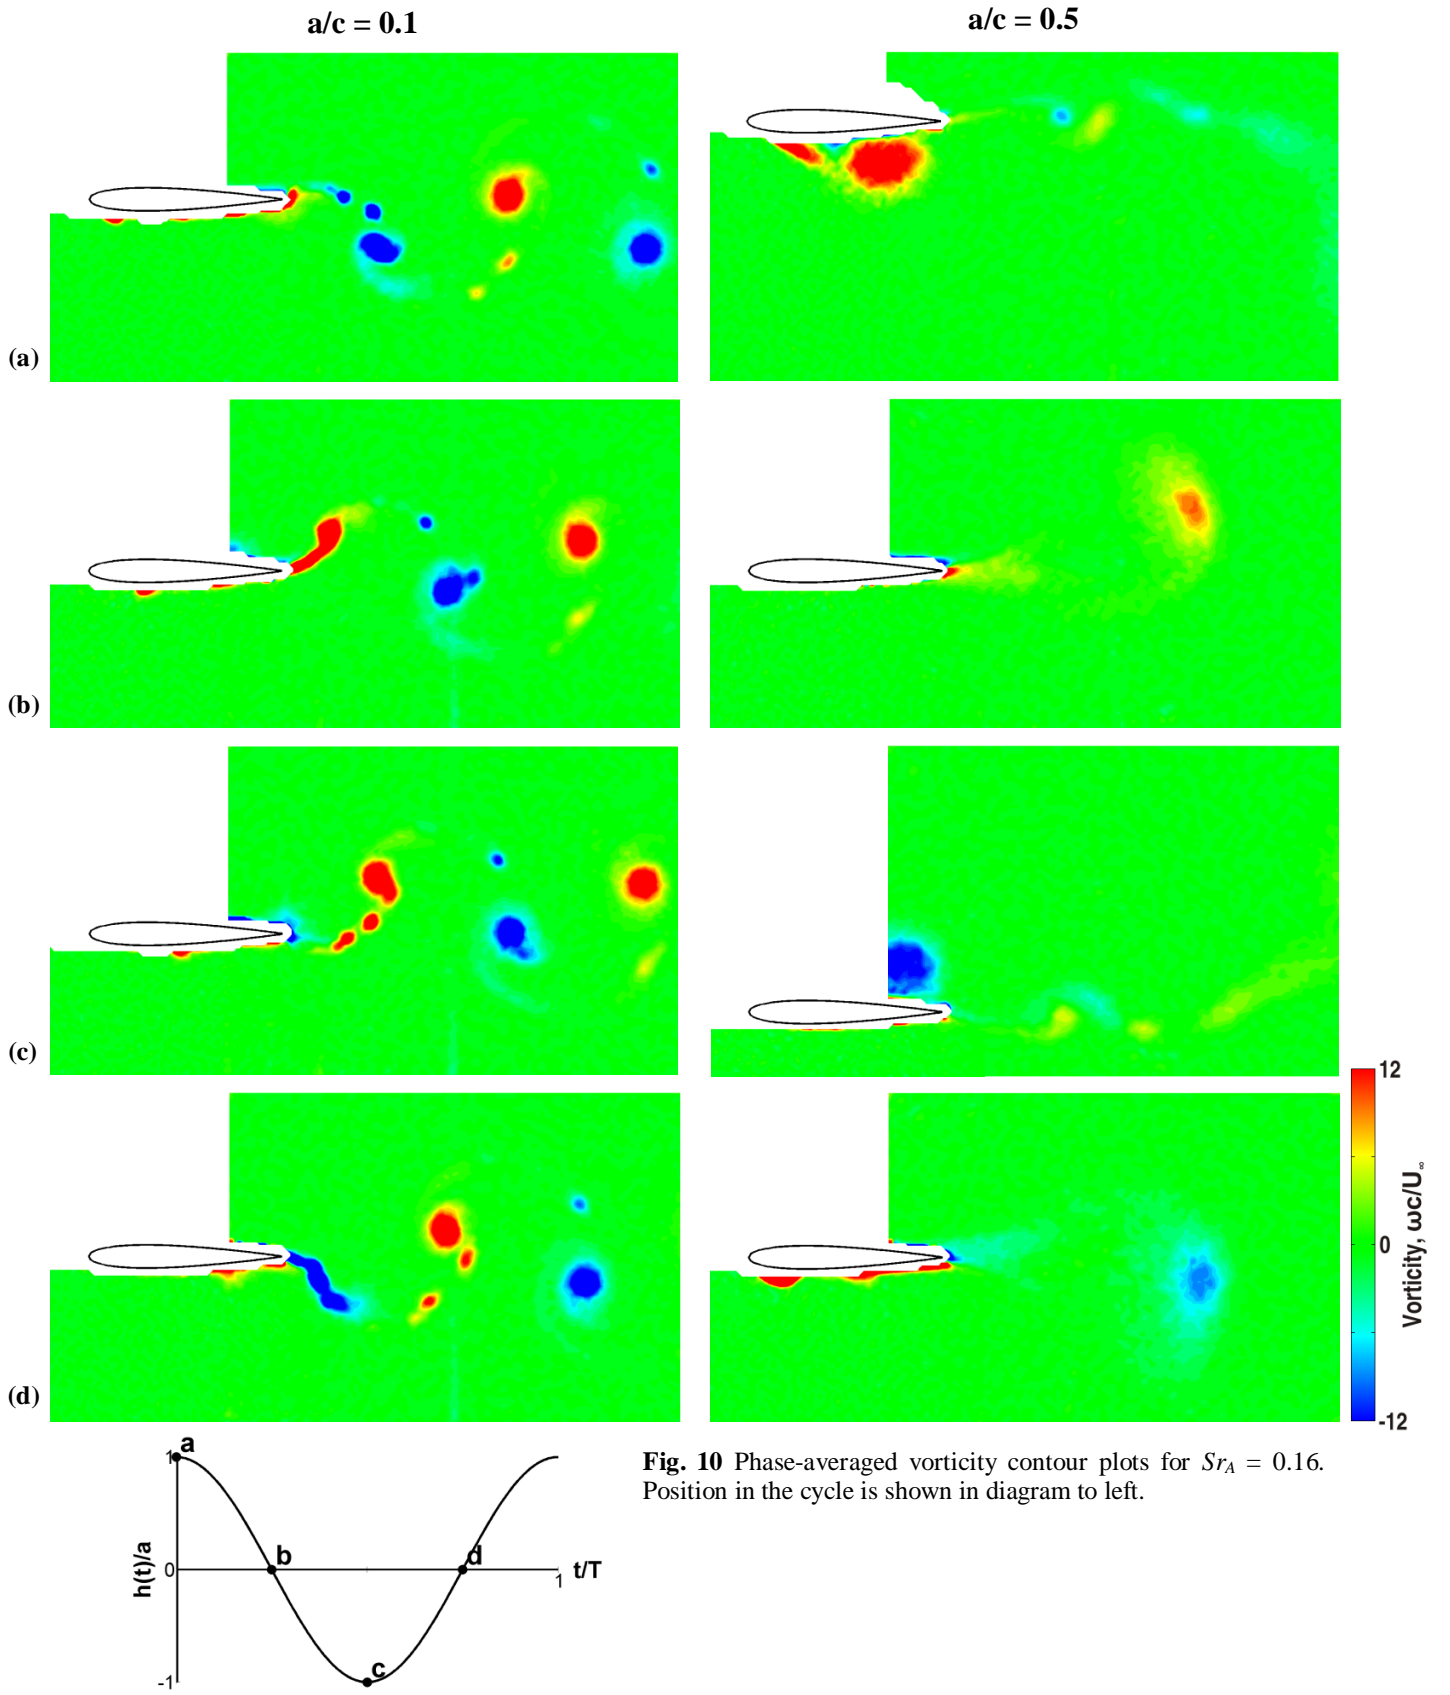 a/c = 0.1
a/c = 0.5
(a)
(b)
(c)
(d)
12
0
-12
Vorticity, ωc/U∞
1
a
b
0
d
t/T
1
h(t)/a
c
-1
Fig. 10 Phase-averaged vorticity contour plots for SrA = 0.16.
Position in the cycle is shown in diagram to left.